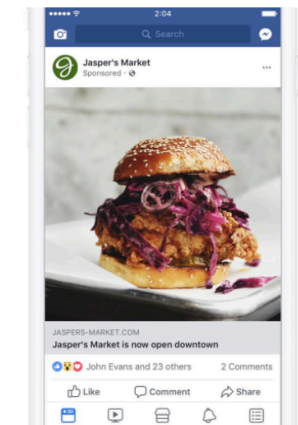 2:04
Search
Jasper's Market
Sponsored ·
JASPERS-MARKET.COM
Jasper's Market is now open downtown
John Evans and 23 others 2 Comments
Like Comment Share